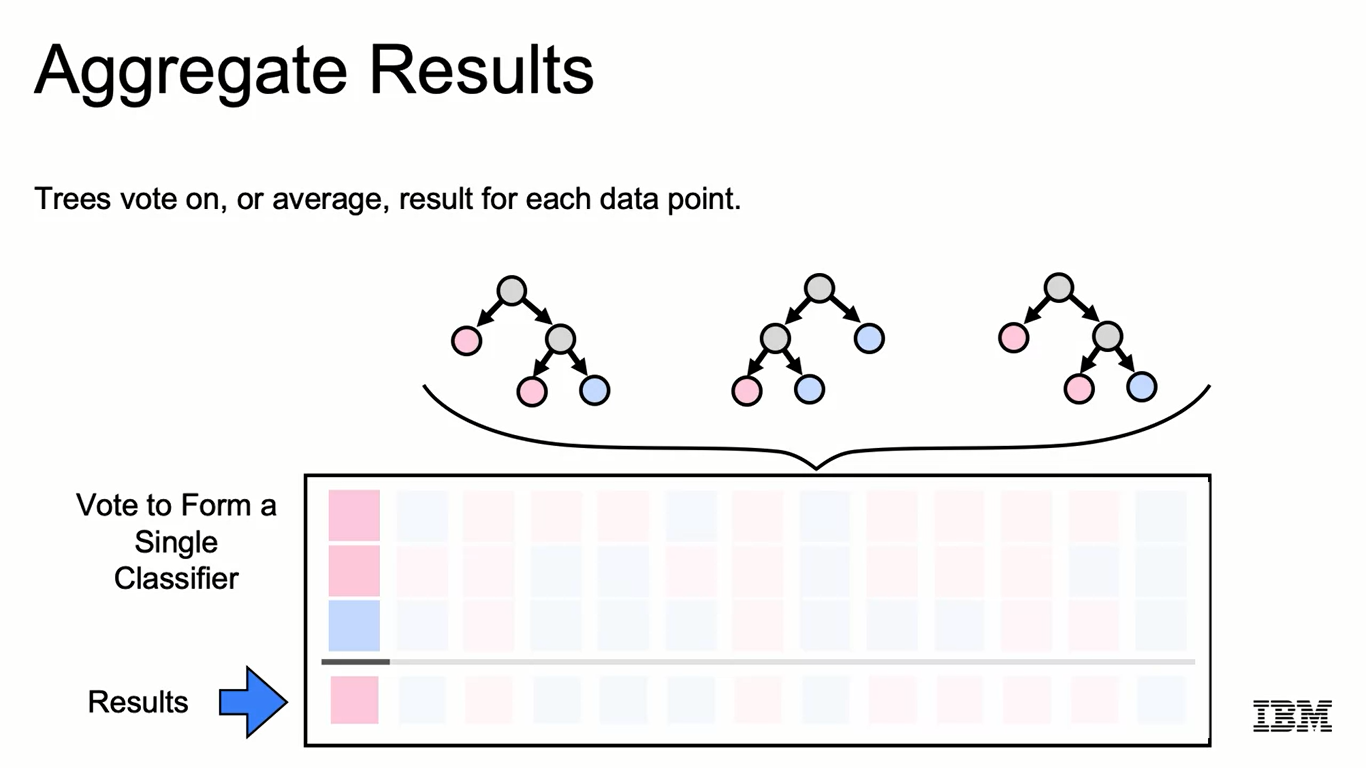 Aggregate Results
Trees vote on, or average, result for each data point.
Vote to Form a
Single
Classifier
Results
IBM